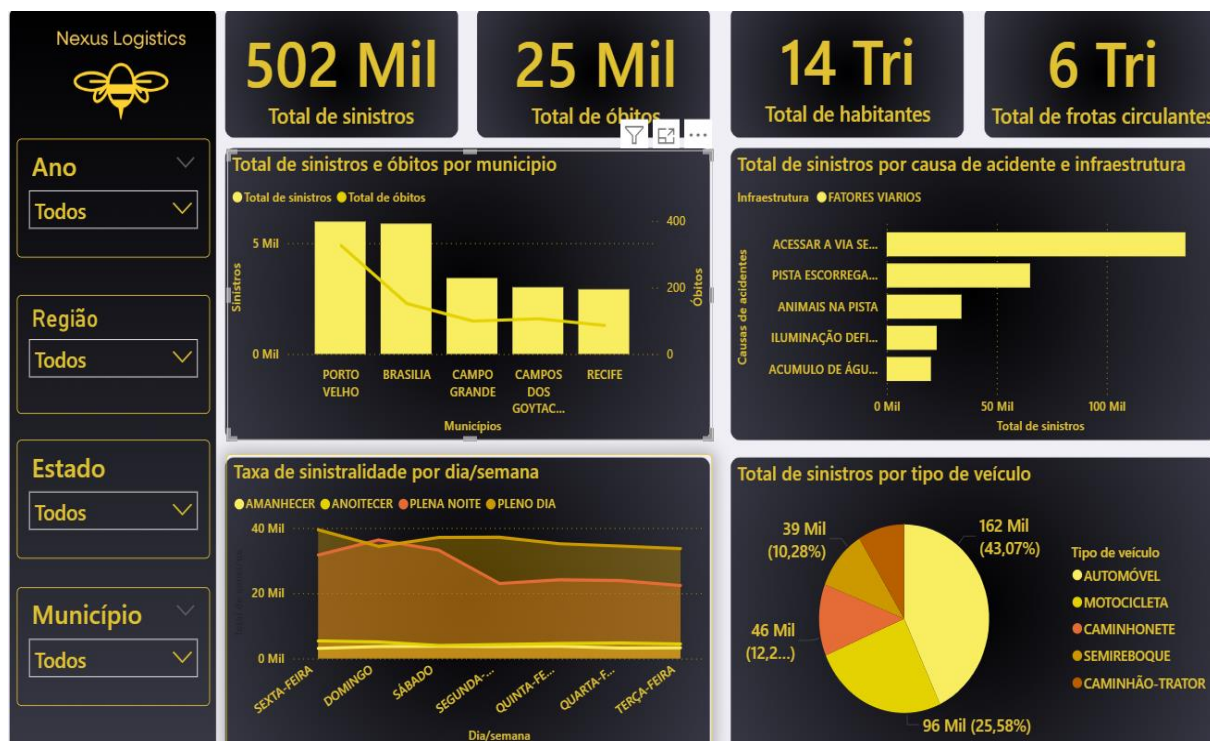 Nexus Logistics
502 Mil
Total de sinistros
25 Mil
Total de óbitos
14 Tri
Total de habitantes
6 Tri
Total de frotas circulantes
Ano
Todos
Região
Todos
Estado
Todos
Município
Todos
Total de sinistros e óbitos por municipio
Total de sinistros Total de óbitos
5 Mil
0 Mil
Sinistros
400
200
0
Óbitos
PORTO
VELHO
BRASILIA
CAMPO
GRANDE
CAMPOS
DOS
GOYTAC...
RECIFE
Municípios
Total de sinistros por causa de acidente e infraestrutura
Infraestrutura FATORES VIARIOS
Causas de acidentes
ACESSAR A VIA SE...
PISTA ESCORREGA...
ANIMAIS NA PISTA
ILUMINAÇÃO DEFI...
ACUMULO DE ÁGU...
0 Mil 50 Mil 100 Mil
Total de sinistros
Taxa de sinistralidade por dia/semana
AMANHECER ANOITECER PLENA NOITE PLENO DIA
40 Mil
20 Mil
0 Mil
SEXTA-FEIRA
DOMINGO
SÁBADO
SEGUNDA-...
QUINTA-FE...
QUARTA-F...
TERÇA-FEIRA
Dia/semana
Total de sinistros por tipo de veículo
39 Mil
(10,28%)
162 Mil
(43,07%)
46 Mil
(12,2...)
96 Mil (25,58%)
Tipo de veículo
AUTOMÓVEL
MOTOCICLETA
CAMINHONETE
SEMIREBOQUE
CAMINHÃO-TRATOR